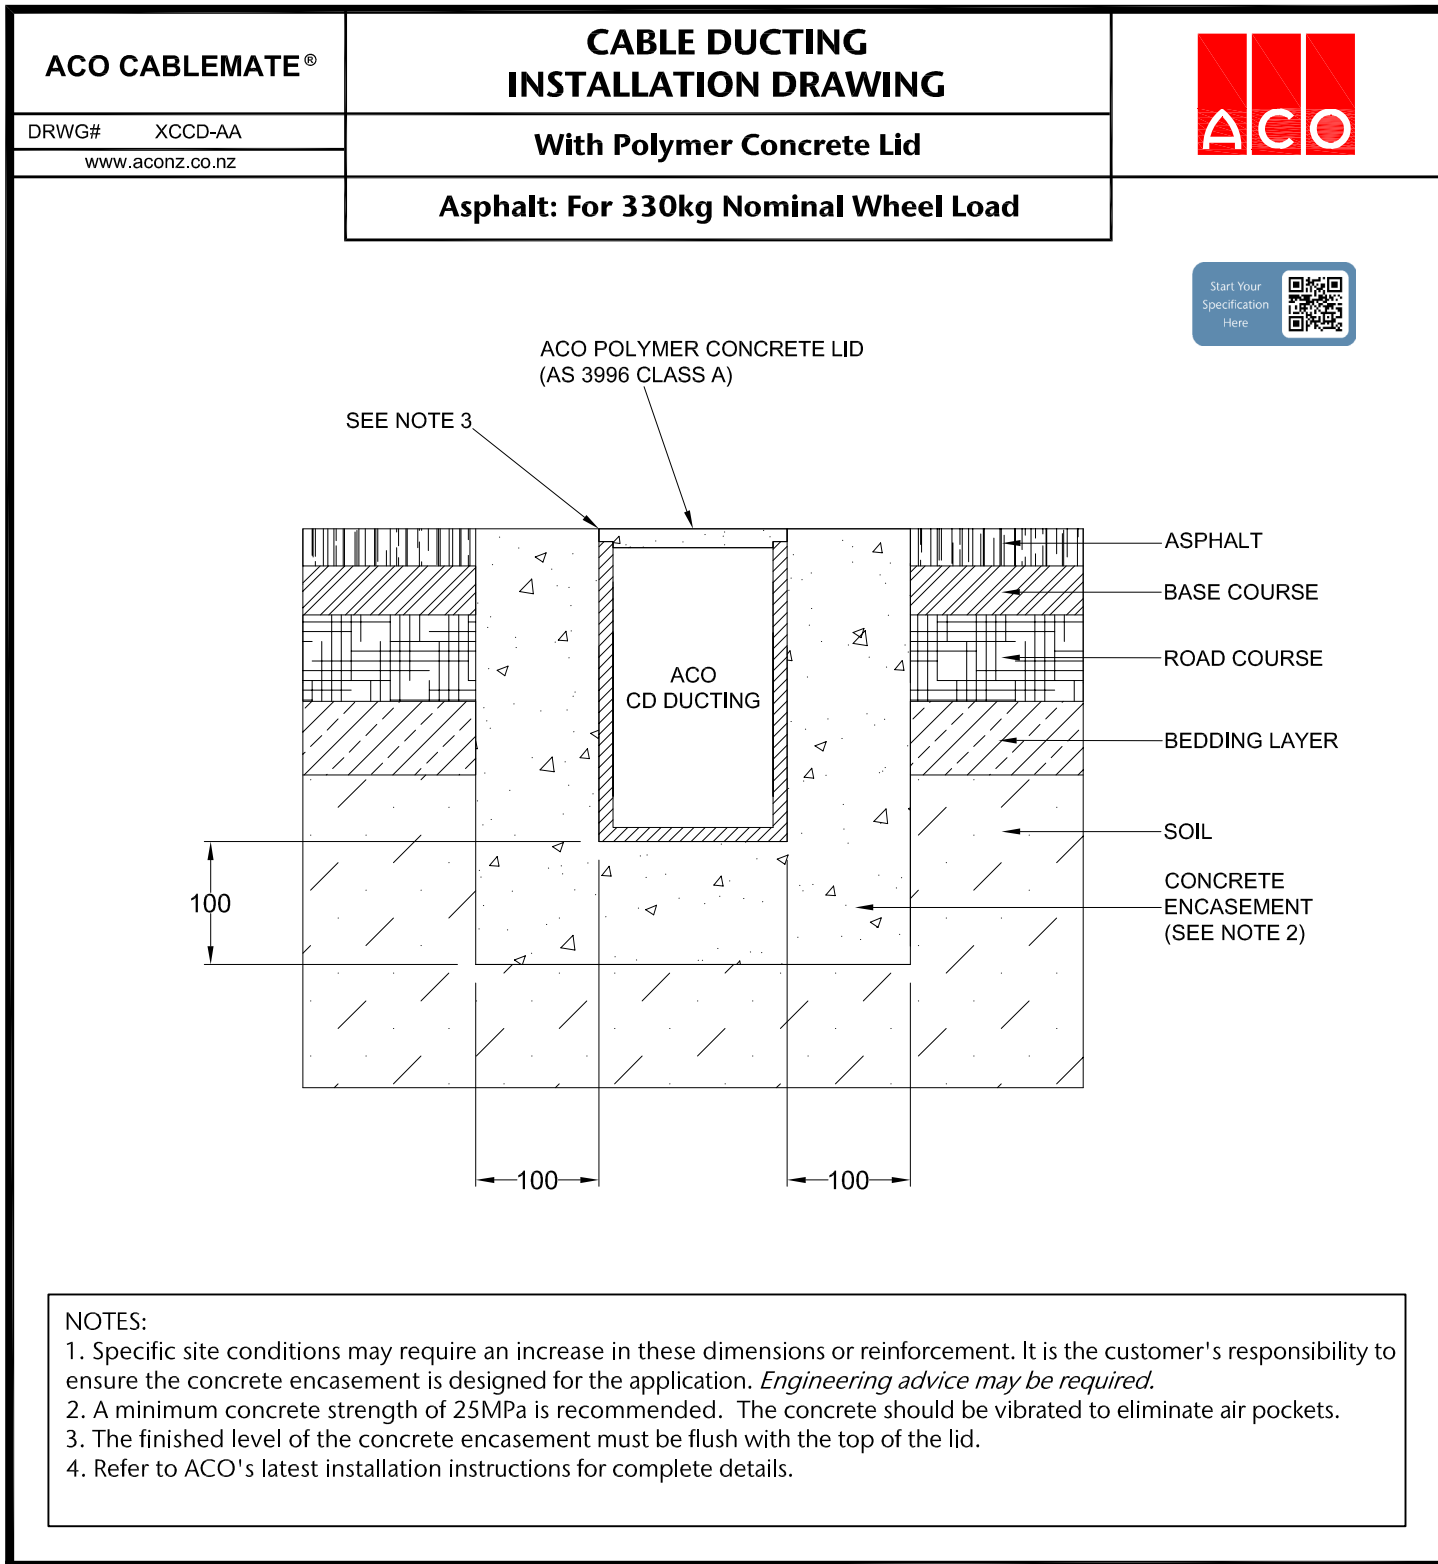 ACO CABLEMATE®
DRWG# XCCD-AA
www.aconz.co.nz
CABLE DUCTING
INSTALLATION DRAWING
With Polymer Concrete Lid
Asphalt: For 330kg Nominal Wheel Load
ACO
Start Your
Specification
Here
ACO POLYMER CONCRETE LID
(AS 3996 CLASS A)
SEE NOTE 3
ASPHALT
BASE COURSE
ROAD COURSE
BEDDING LAYER
SOIL
CONCRETE
ENCASEMENT
(SEE NOTE 2)
ACO
CD DUCTING
100
100
100
NOTES:
1. Specific site conditions may require an increase in these dimensions or reinforcement. It is the customer's responsibility to
ensure the concrete encasement is designed for the application. Engineering advice may be required.
2. A minimum concrete strength of 25MPa is recommended. The concrete should be vibrated to eliminate air pockets.
3. The finished level of the concrete encasement must be flush with the top of the lid.
4. Refer to ACO's latest installation instructions for complete details.